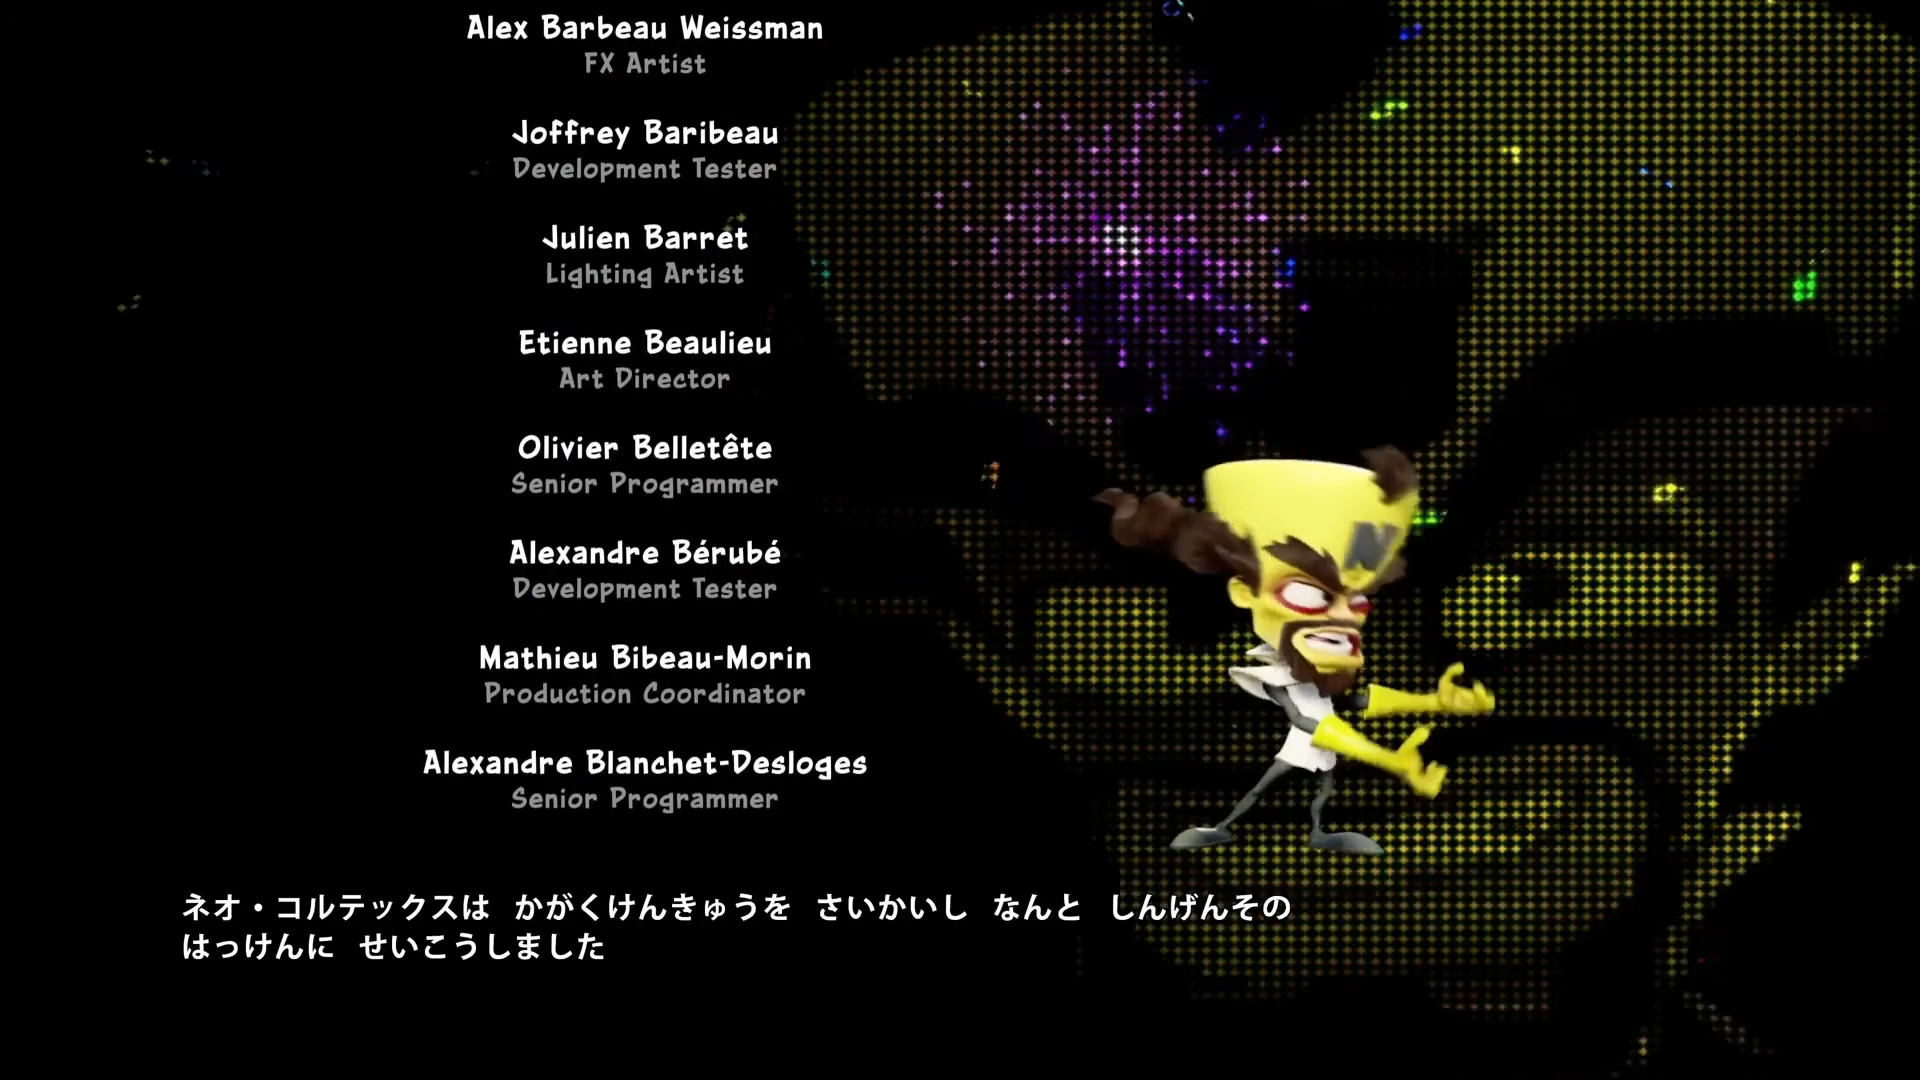 Alex Barbeau Weissman
FX Artist
Joffrey Baribeau
Development Tester
Julien Barret
Lighting Artist
Etienne Beaulieu
Art Director
Olivier Belletête
Senior Programmer
Alexandre Bérubé
Development Tester
Mathieu Bibeau-Morin
Production Coordinator
Alexandre Blanchet-Desloges
Senior Programmer
N
ネオ・コルテックスは かがくけんきゅうを さいかいし なんと しんげんその
はっけんに せいこうしました